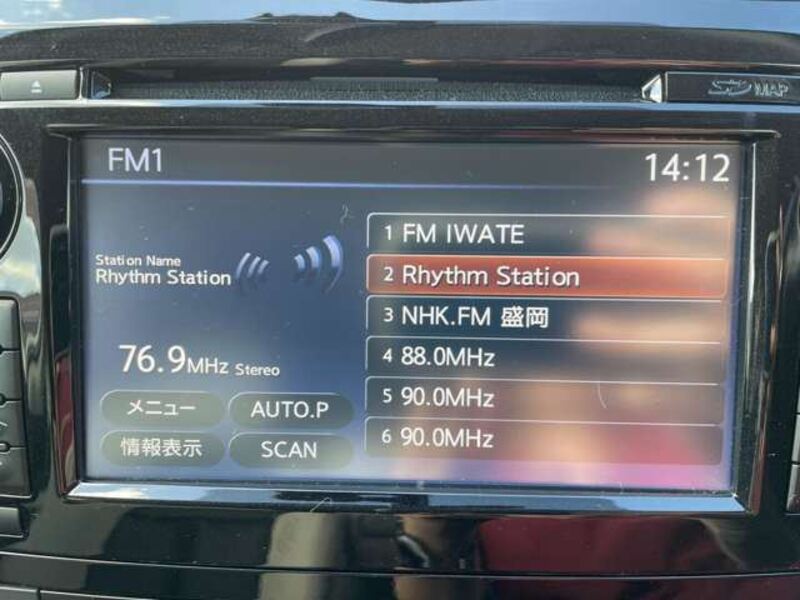 SD MAP
FM1
14:12
Station Name
Rhythm Station
76.9MHz Stereo
メニュー
AUTO.P
情報表示
SCAN
1 FM IWATE
2 Rhythm Station
3 NHK.FM 盛岡
4 88.0MHz
5 90.0MHz
6 90.0MHz